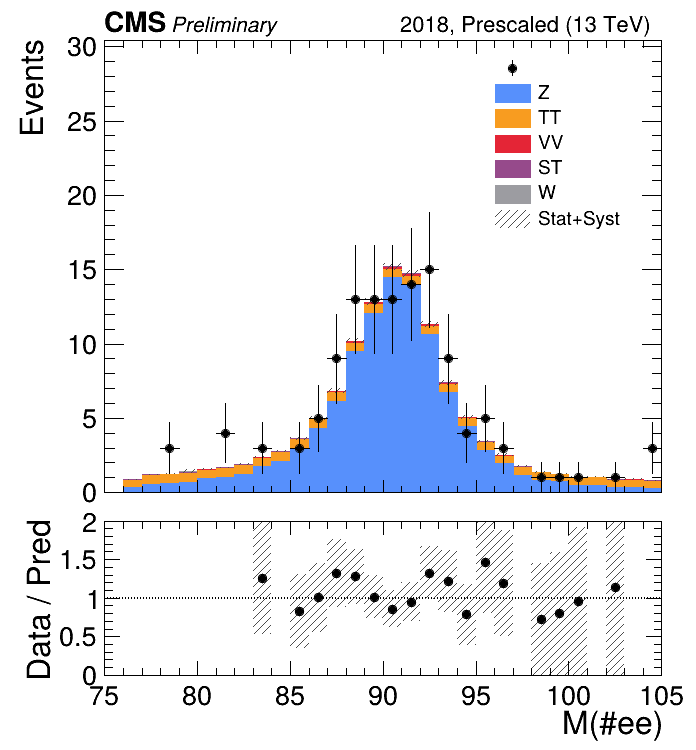 CMS Preliminary 2018, Prescaled (13 TeV)
Events
30
25
20
15
10
5
0
Z
TT
VV
ST
W
Stat+Syst
Data / Pred
2
1.5
1
0.5
0
75 80 85 90 95 100 105
M(#ee)